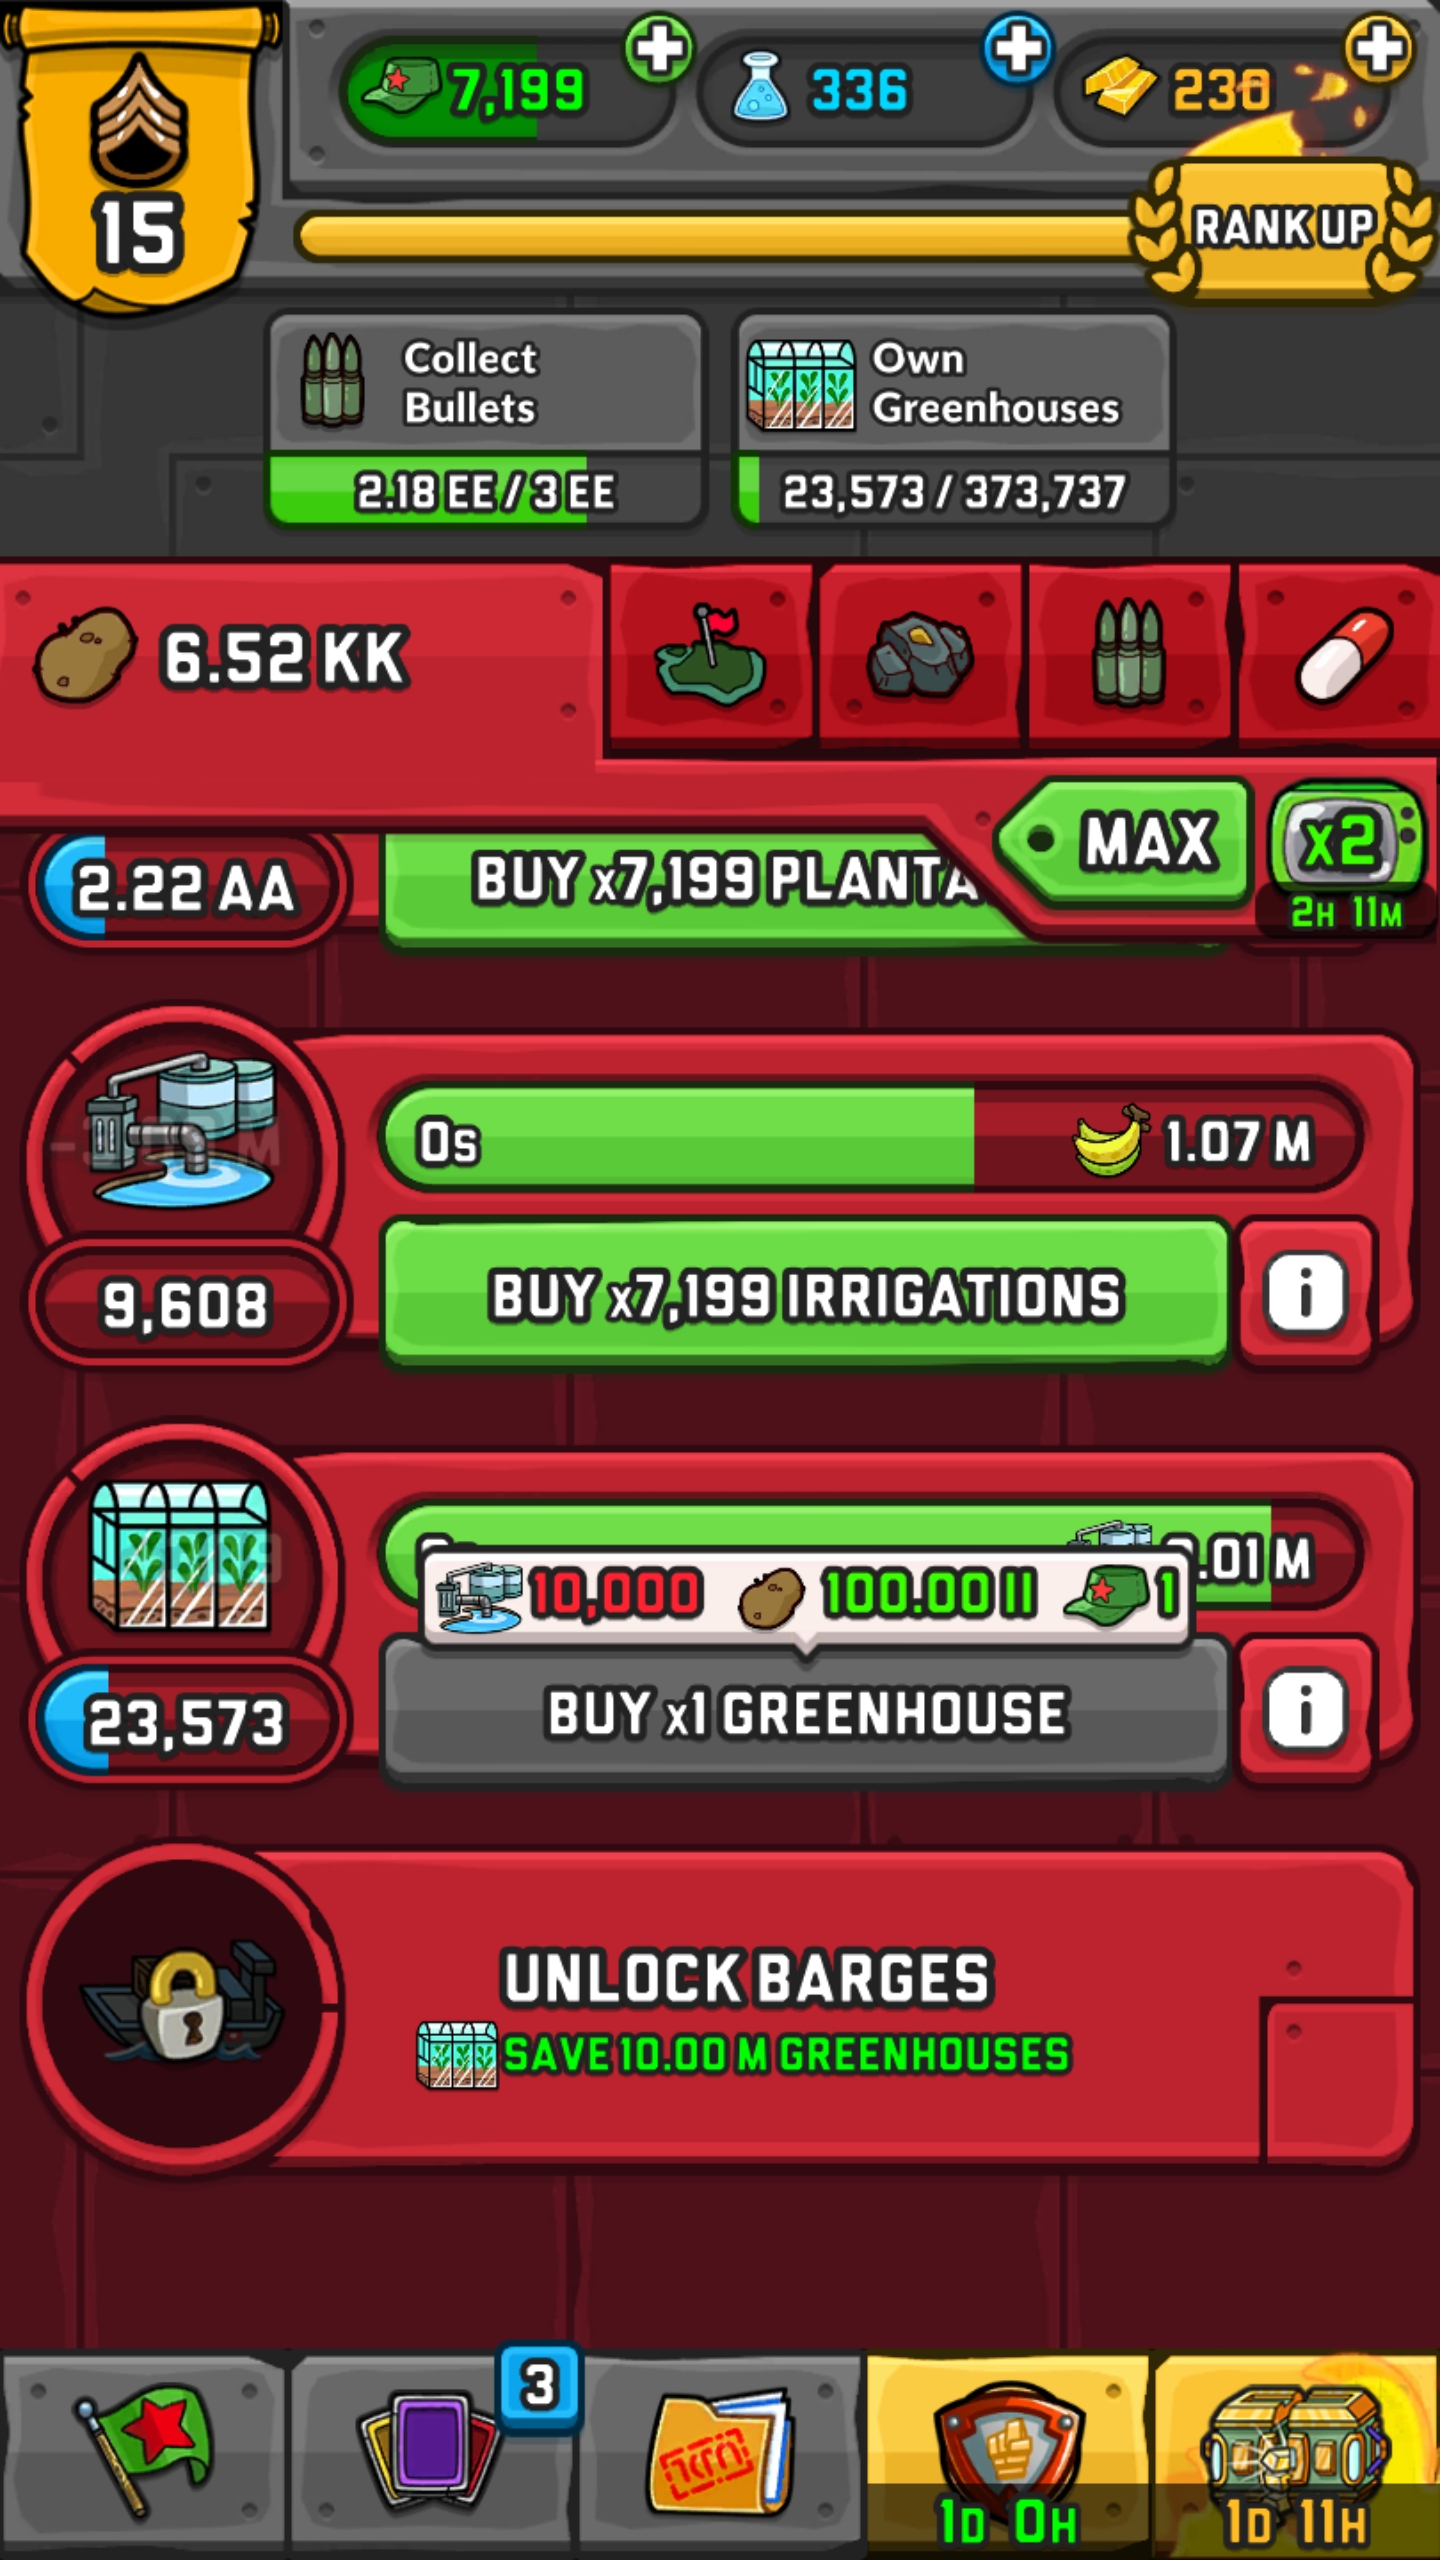 7,199
336
230
15
RANK UP
Collect
Bullets
2.18 EE / 3 EE
Own
Greenhouses
23,573 / 373,737
6.52 KK
MAX
x2
2H 11M
2.22 AA
BUY x7,199 PLANTA
0s
1.07 M
9,608
BUY x7,199 IRRIGATIONS
.01 M
10,000
100.00 II
1
23,573
BUY x1 GREENHOUSE
UNLOCK BARGES
SAVE 10.00 M GREENHOUSES
3
1D 0H
1D 11H